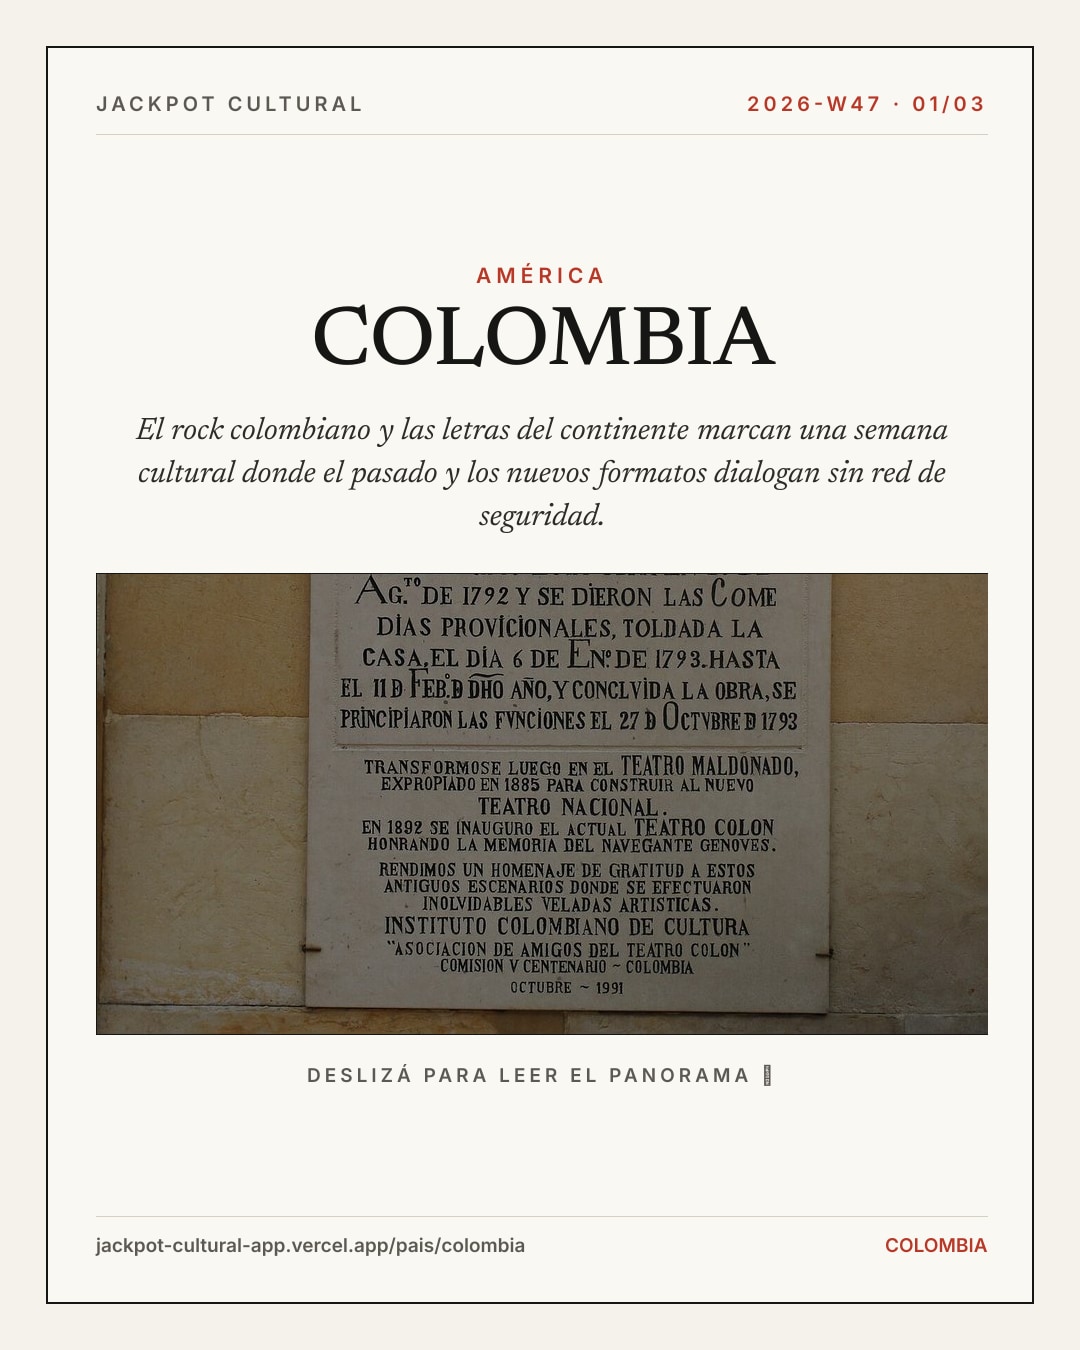 JACKPOT CULTURAL
2026-W47 · 01/03
AMÉRICA
COLOMBIA
El rock colombiano y las letras del continente marcan una semana
cultural donde el pasado y los nuevos formatos dialogan sin red de
seguridad.
AG.TO DE 1792 Y SE DIERON LAS COME
DIAS PROVICIONALES, TOLDADA LA
CASA, EL DIA 6 DE ENo. DE 1793. HASTA
EL 11 D FEB. D DHO AÑO, Y CONCLVIDA LA OBRA, SE
PRINCIPIARON LAS FVNCIONES EL 27 D OCTVBRE D 1793
TRANSFORMOSE LUEGO EN EL TEATRO MALDONADO,
EXPROPIADO EN 1885 PARA CONSTRUIR AL NUEVO
TEATRO NACIONAL.
EN 1892 SE INAUGURO EL ACTUAL TEATRO COLON
HONRANDO LA MEMORIA DEL NAVEGANTE GENOVES.
RENDIMOS UN HOMENAJE DE GRATITUD A ESTOS
ANTIGUOS ESCENARIOS DONDE SE EFECTUARON
INOLVIDABLES VELADAS ARTISTICAS.
INSTITUTO COLOMBIANO DE CULTURA
"ASOCIACION DE AMIGOS DEL TEATRO COLON"
COMISION V CENTENARIO ~ COLOMBIA
OCTUBRE ~ 1991
DESLIZÁ PARA LEER EL PANORAMA
jackpot-cultural-app.vercel.app/pais/colombia
COLOMBIA